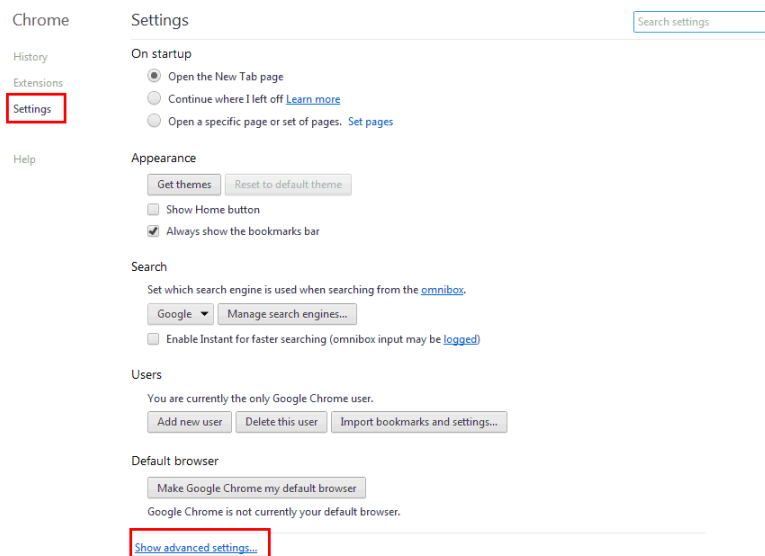 Chrome
Settings
Search settings
History
Extensions
Settings
Help
On startup
Open the New Tab page
Continue where I left off Learn more
Open a specific page or set of pages. Set pages
Appearance
Get themes Reset to default theme
Show Home button
Always show the bookmarks bar
Search
Set which search engine is used when searching from the omnibox.
Google Manage search engines...
Enable Instant for faster searching (omnibox input may be logged)
Users
You are currently the only Google Chrome user.
Add new user Delete this user Import bookmarks and settings...
Default browser
Make Google Chrome my default browser
Google Chrome is not currently your default browser.
Show advanced settings...